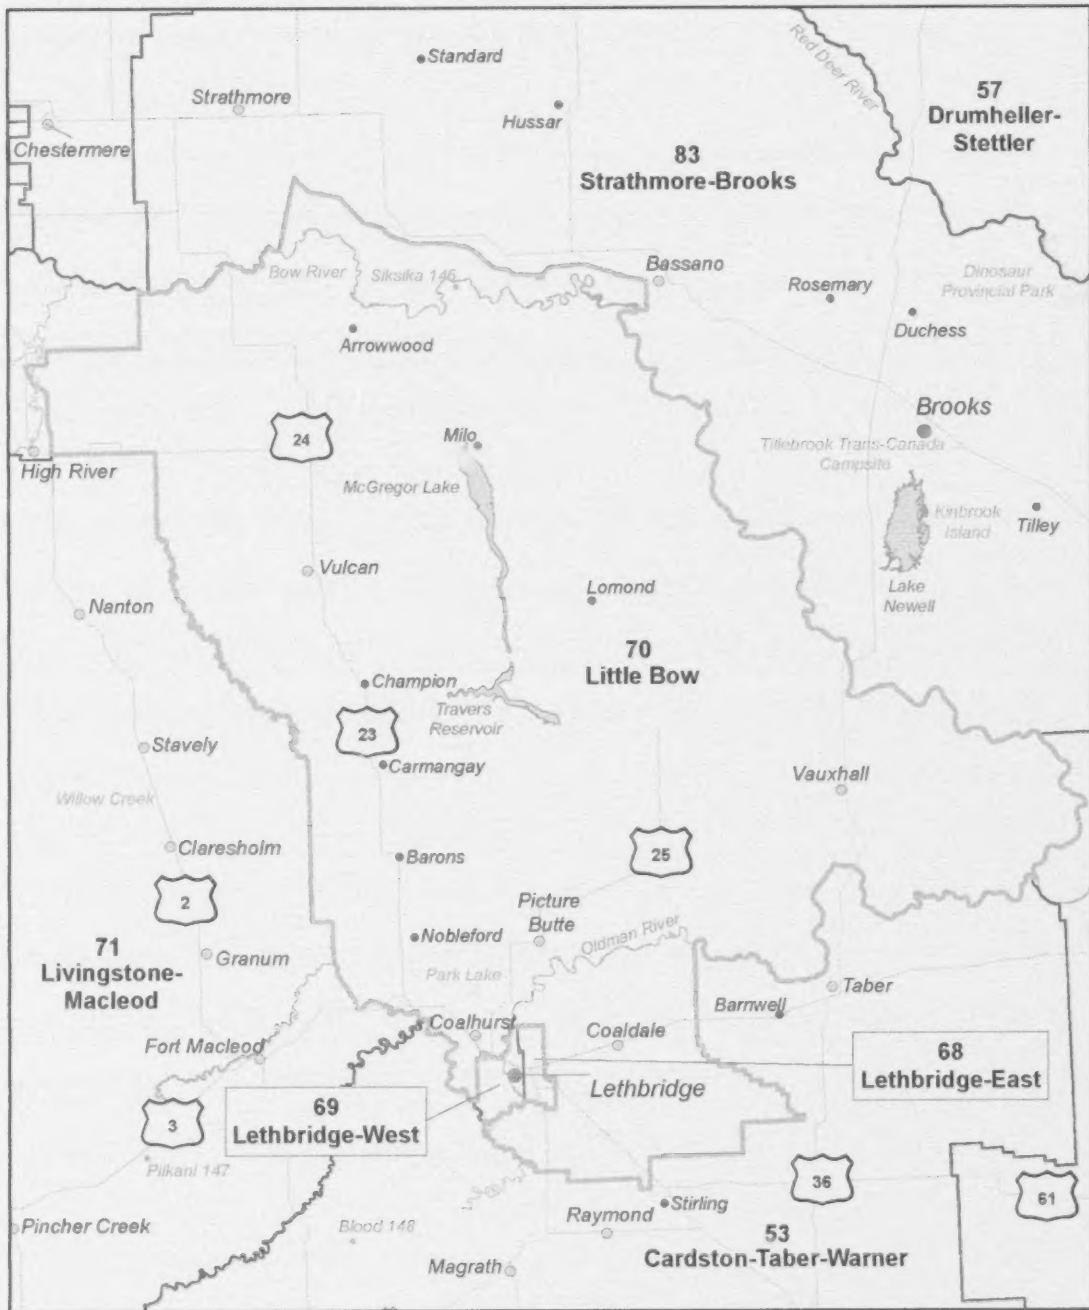 Standard
Red Deer River
57
Drumheller-
Stettler
Strathmore
Hussar
Chestermere
83
Strathmore-Brooks
Bow River
Siksika 146
Bassano
Rosemary
Dinosaur
Provincial Park
Duchess
Arrowwood
Brooks
24
Milo
Tillebrook Trans-Canada
Campsite
High River
McGregor Lake
Kinbrook
Island
Tilley
Vulcan
Lomond
Lake
Newell
Nanton
70
Little Bow
Champion
Travers
Reservoir
23
Stavely
Carmangay
Vauxhall
Willow Creek
Claresholm
Barons
25
2
Picture
Butte
Oldman River
Nobleford
71
Livingstone-
Macleod
Granum
Park Lake
Taber
Barnwell
Coalhurst
Coaldale
Fort Macleod
68
Lethbridge-East
Lethbridge
69
Lethbridge-West
3
Piikani 147
36
61
Stirling
Raymond
Pincher Creek
Blood 148
53
Cardston-Taber-Warner
Magrath